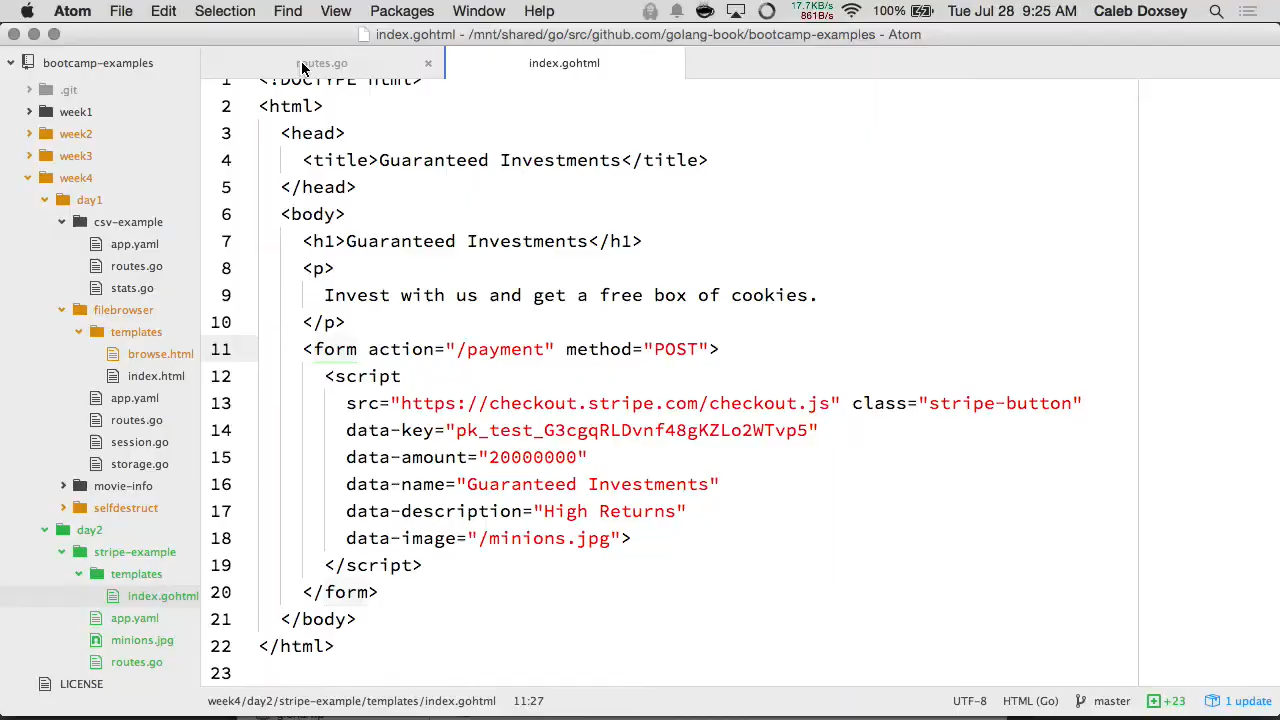 Atom File Edit Selection Find View Packages Window Help 17.7KB/s 861B/s 100% Tue Jul 28 9:25 AM Caleb Doxsey
index.gohtml - /mnt/shared/go/src/github.com/golang-book/bootcamp-examples - Atom
bootcamp-examples
routes.go
index.gohtml
.git
week1
week2
week3
week4
day1
csv-example
app.yaml
routes.go
stats.go
filebrowser
templates
browse.html
index.html
app.yaml
routes.go
session.go
storage.go
movie-info
selfdestruct
day2
stripe-example
templates
index.gohtml
app.yaml
minions.jpg
routes.go
LICENSE
1 <!DOCTYPE html>
2 <html>
3 <head>
4 <title>Guaranteed Investments</title>
5 </head>
6 <body>
7 <h1>Guaranteed Investments</h1>
8 <p>
9 Invest with us and get a free box of cookies.
10 </p>
11 <form action="/payment" method="POST">
12 <script
13 src="https://checkout.stripe.com/checkout.js" class="stripe-button"
14 data-key="pk_test_G3cgqRLDvnf48gKZLo2WTvp5"
15 data-amount="20000000"
16 data-name="Guaranteed Investments"
17 data-description="High Returns"
18 data-image="/minions.jpg">
19 </script>
20 </form>
21 </body>
22 </html>
23
week4/day2/stripe-example/templates/index.gohtml 11:27 UTF-8 HTML (Go) master +23 1 update